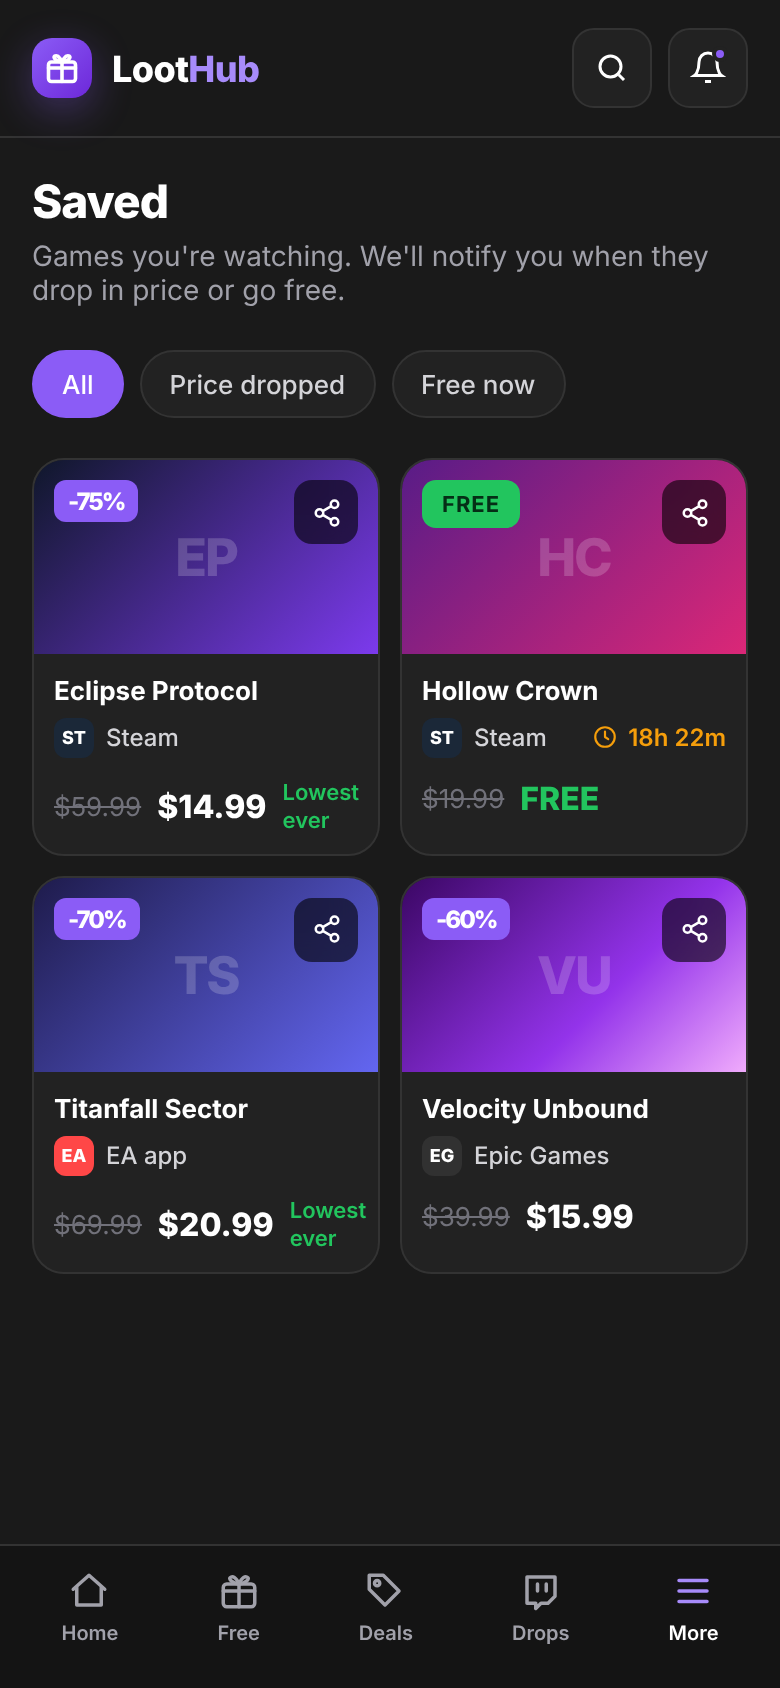 LootHub
Saved
Games you're watching. We'll notify you when they
drop in price or go free.
All
Price dropped
Free now
-75%
EP
Eclipse Protocol
ST Steam
$59.99 $14.99 Lowest
ever
FREE
HC
Hollow Crown
ST Steam 18h 22m
$19.99 FREE
-70%
TS
Titanfall Sector
EA EA app
$69.99 $20.99 Lowest
ever
-60%
VU
Velocity Unbound
EG Epic Games
$39.99 $15.99
Home
Free
Deals
Drops
More